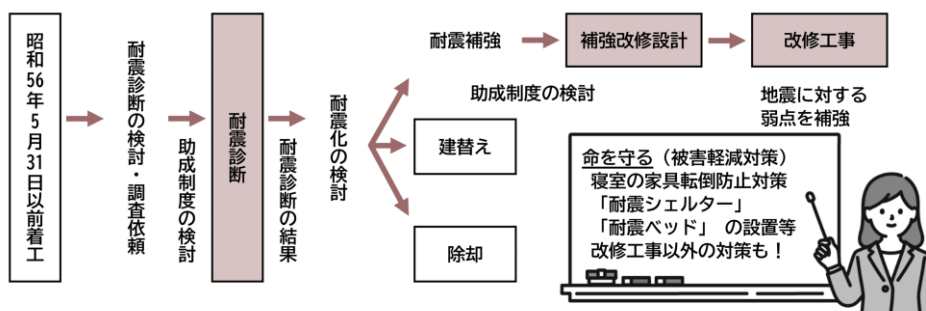 昭和56年5月31日以前着工
耐震診断の検討・調査依頼
助成制度の検討
耐震診断
耐震診断の結果
耐震化の検討
耐震補強
補強改修設計
改修工事
助成制度の検討
地震に対する
弱点を補強
建替え
除却
命を守る（被害軽減対策）
寝室の家具転倒防止対策
「耐震シェルター」
「耐震ベッド」 の設置等
改修工事以外の対策も！